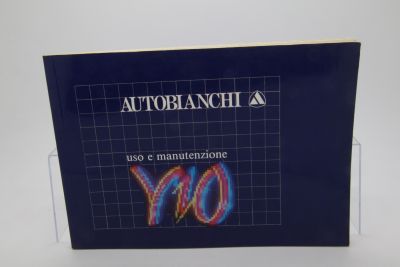 AUTOBIANCHI
uso e manutenzione
Y10